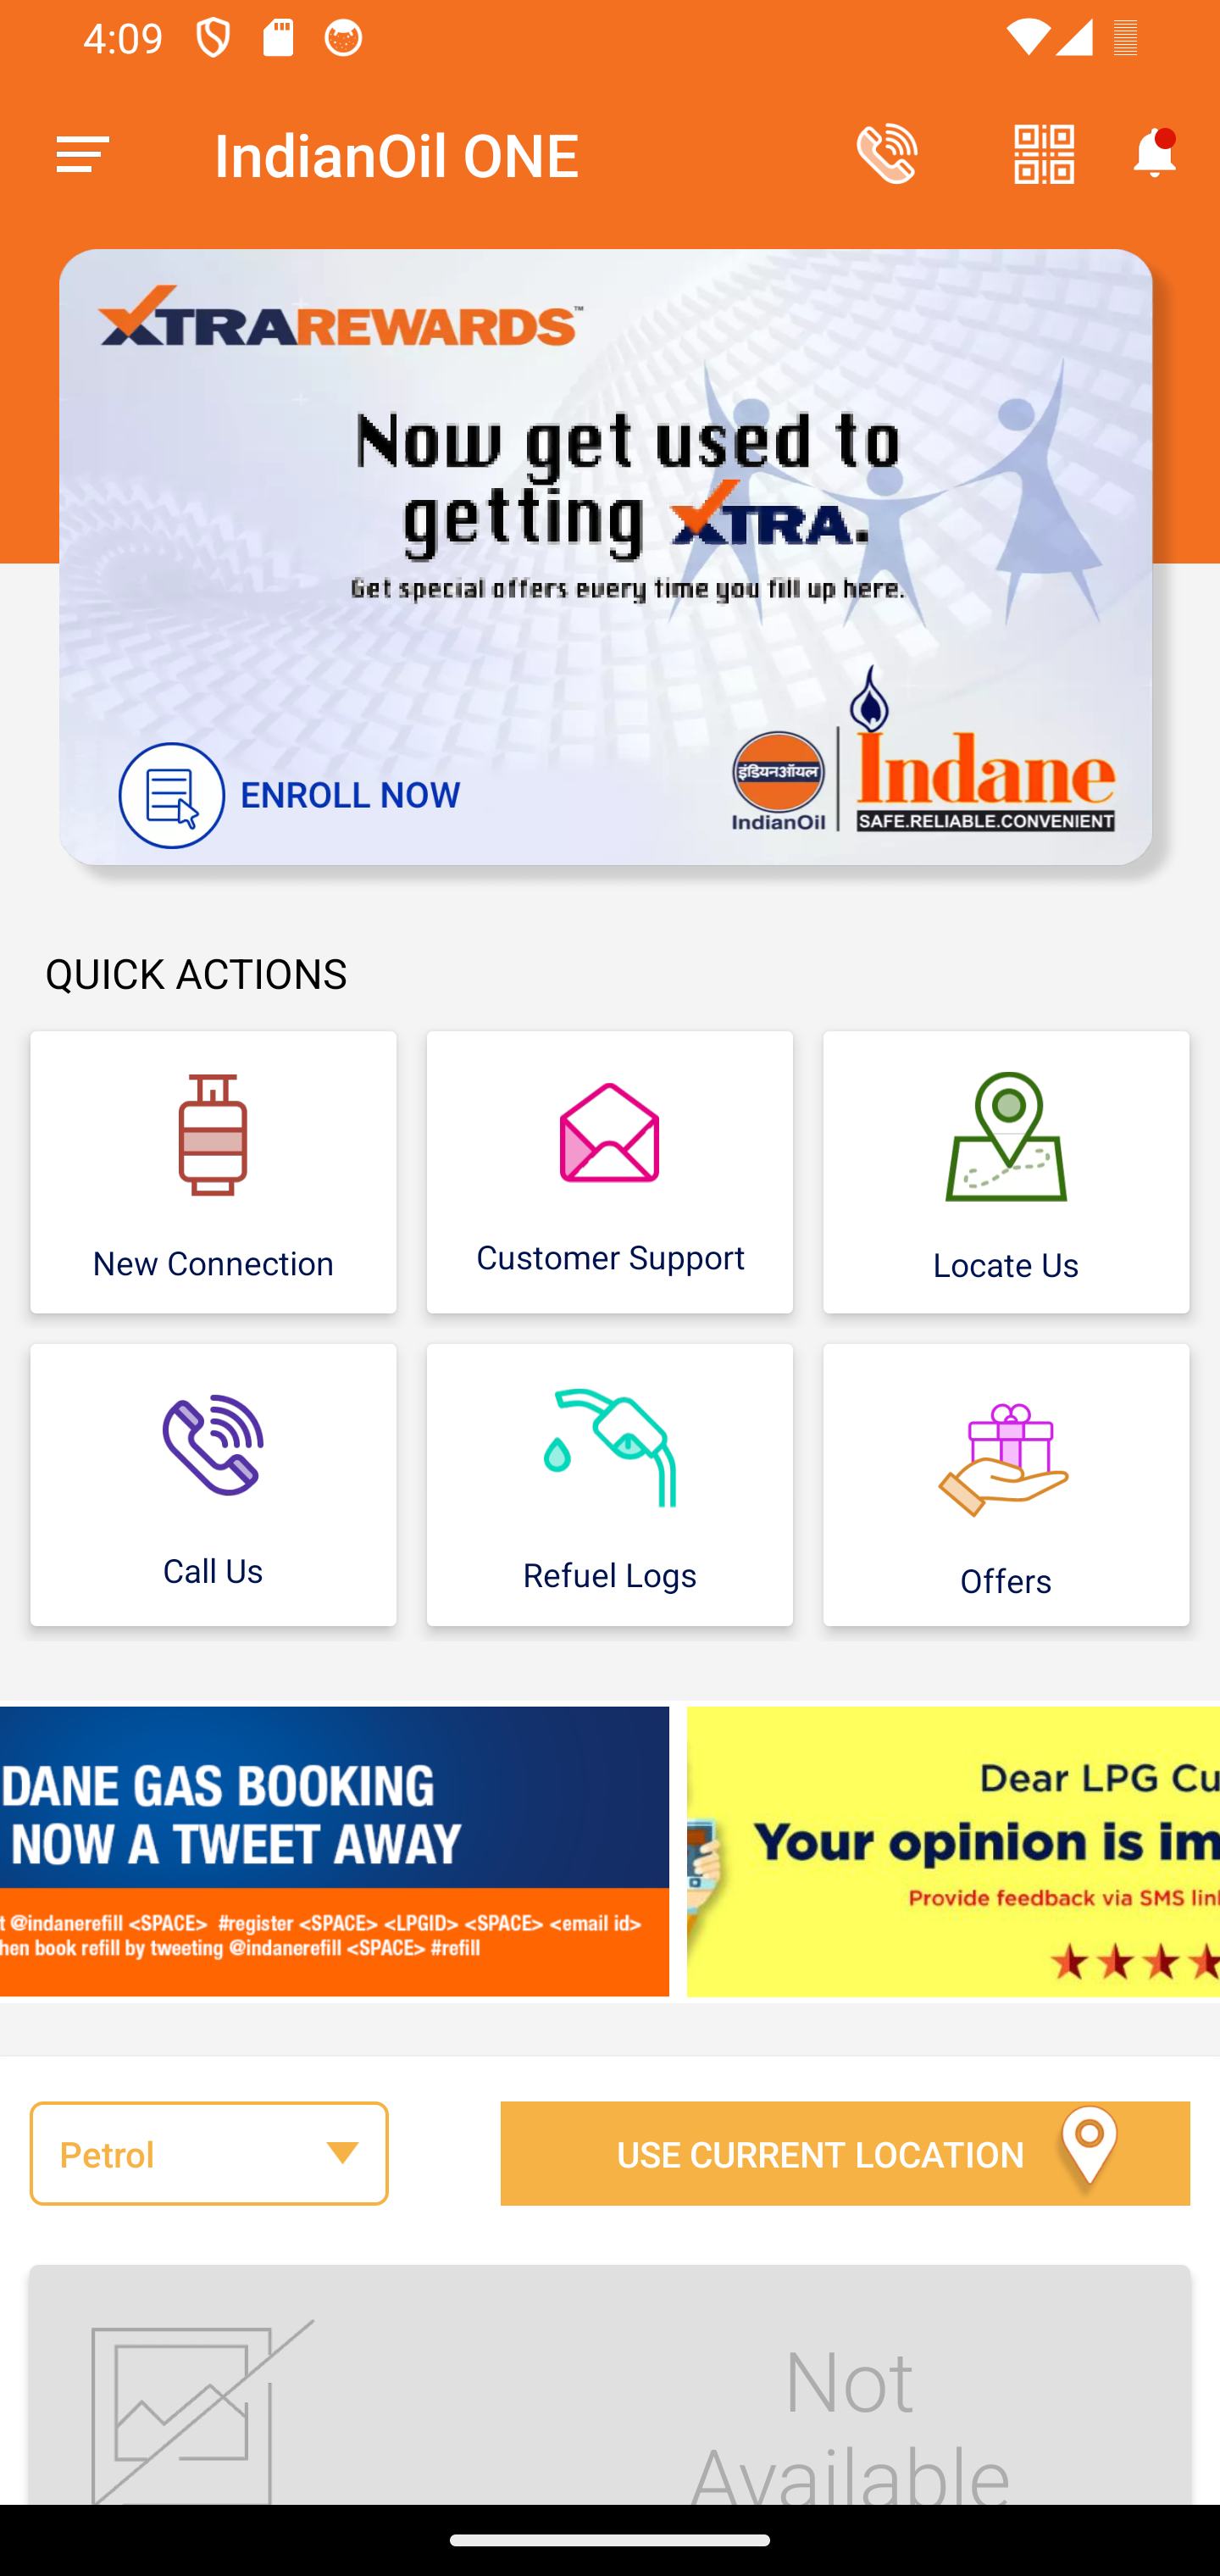 4:09
IndianOil ONE
XTRAREWARDS™
Now get used to
getting XTRA.
Get special offers every time you fill up here.
ENROLL NOW
इंडियनऑयल
IndianOil
Indane
SAFE.RELIABLE.CONVENIENT
QUICK ACTIONS
New Connection
Customer Support
Locate Us
Call Us
Refuel Logs
Offers
DANE GAS BOOKING
NOW A TWEET AWAY
t @indanerefill <SPACE> #register <SPACE> <LPGID> <SPACE> <email id>
hen book refill by tweeting @indanerefill <SPACE> #refill
Dear LPG Cu
Your opinion is im
Provide feedback via SMS lin
Petrol
USE CURRENT LOCATION
Not
Available